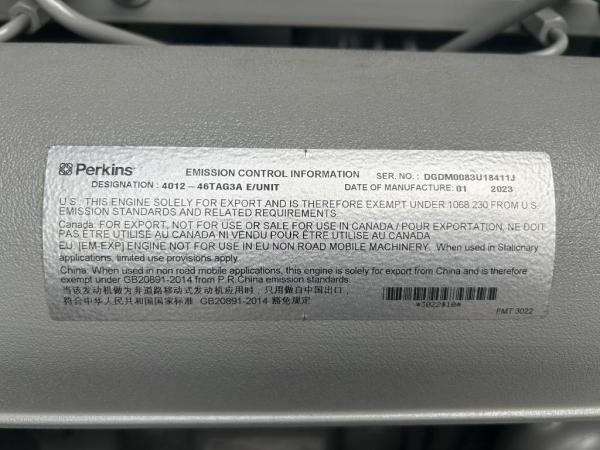 Perkins EMISSION CONTROL INFORMATION SER. NO.: DGDM0083U18411J
DESIGNATION : 4012 - 46TAG3A E/UNIT DATE OF MANUFACTURE: 01 2023
U.S.: THIS ENGINE SOLELY FOR EXPORT AND IS THEREFORE EXEMPT UNDER 1068.230 FROM U.S
EMISSION STANDARDS AND RELATED REQUIREMENTS.
Canada: FOR EXPORT, NOT FOR USE OR SALE FOR USE IN CANADA / POUR EXPORTATION, NE DOIT
PAS ÊTRE UTILISE AU CANADA NI VENDU POUR ÊTRE UTILISE AU CANADA
EU: [EM-EXP] ENGINE NOT FOR USE IN EU NON ROAD MOBILE MACHINERY. When used in Stationary
applications, limited use provisions apply.
China: When used in non road mobile applications, this engine is solely for export from China and is therefore
exempt under GB20891-2014 from P.R.China emission standards
当该发动机做为非道路移动式发动机应用时，只用做自中国出口，
符合中华人民共和国国家标准 GB20891-2014 豁免规定
*3022$10*
FMT 3022